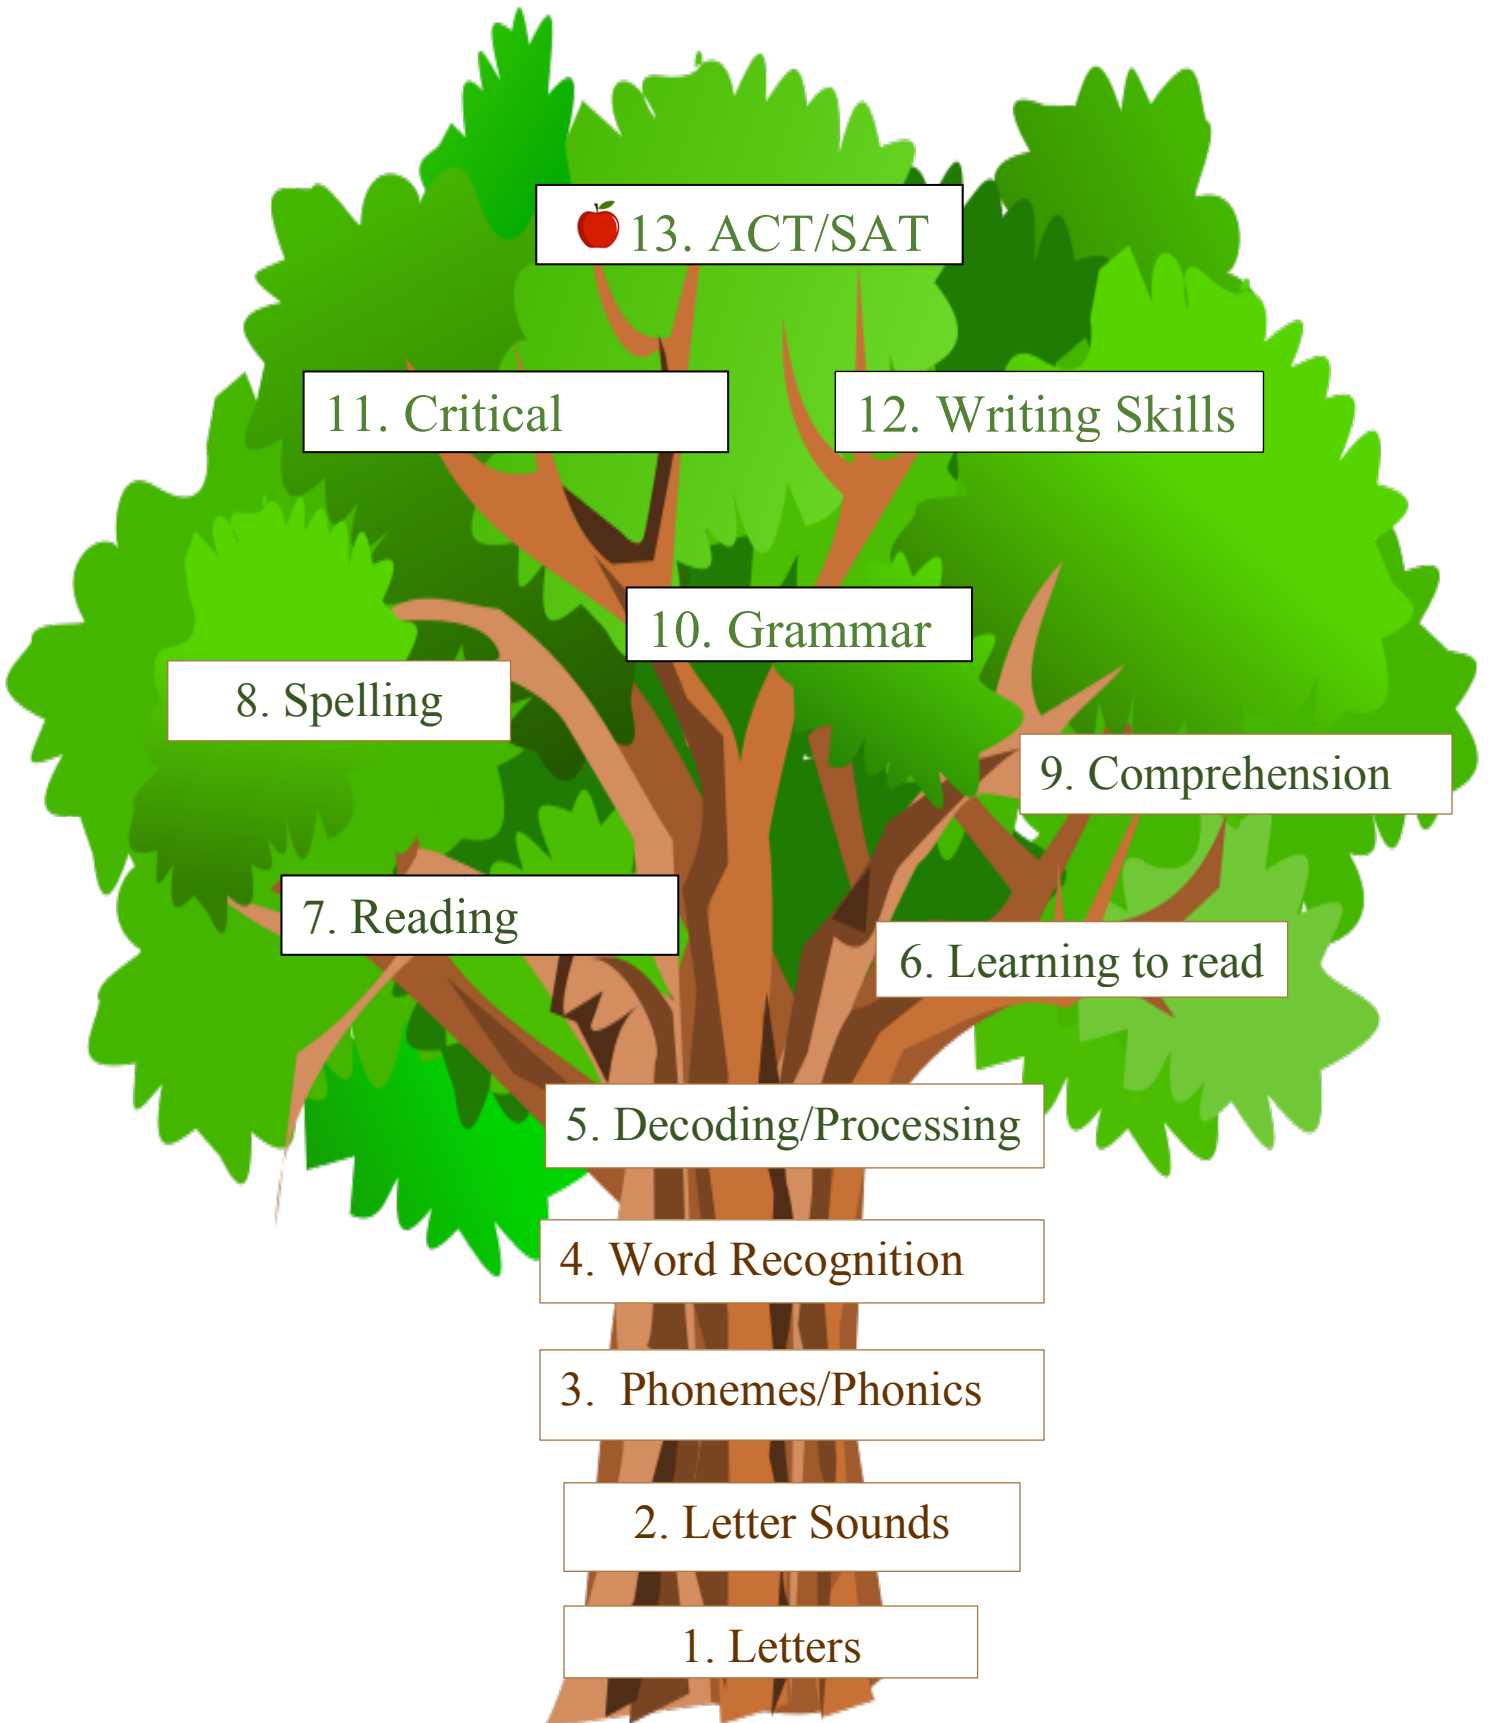 13. ACT/SAT
11. Critical
12. Writing Skills
10. Grammar
8. Spelling
9. Comprehension
7. Reading
6. Learning to read
5. Decoding/Processing
4. Word Recognition
3. Phonemes/Phonics
2. Letter Sounds
1. Letters